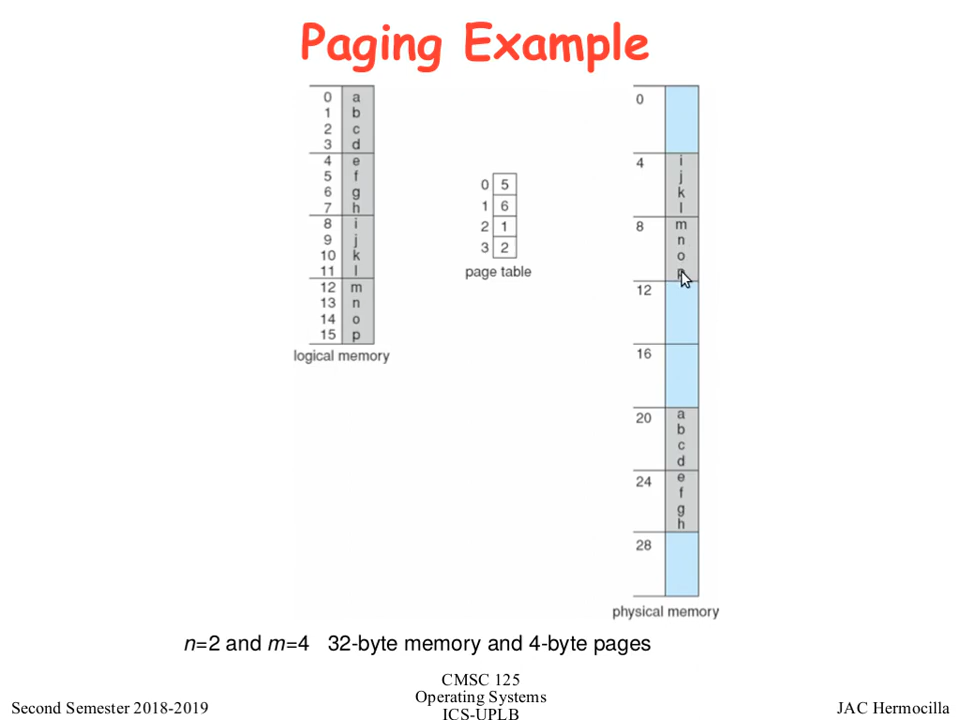 Paging Example
0 a
1 b
2 c
3 d
4 e
5 f
6 g
7 h
8 i
9 j
10 k
11 l
12 m
13 n
14 o
15 p
logical memory
0 5
1 6
2 1
3 2
page table
0
4 i
j
k
l
8 m
n
o
p
12
16
20 a
b
c
d
24 e
f
g
h
28
physical memory
n=2 and m=4 32-byte memory and 4-byte pages
CMSC 125
Operating Systems
ICS-UPLB
Second Semester 2018-2019
JAC Hermocilla